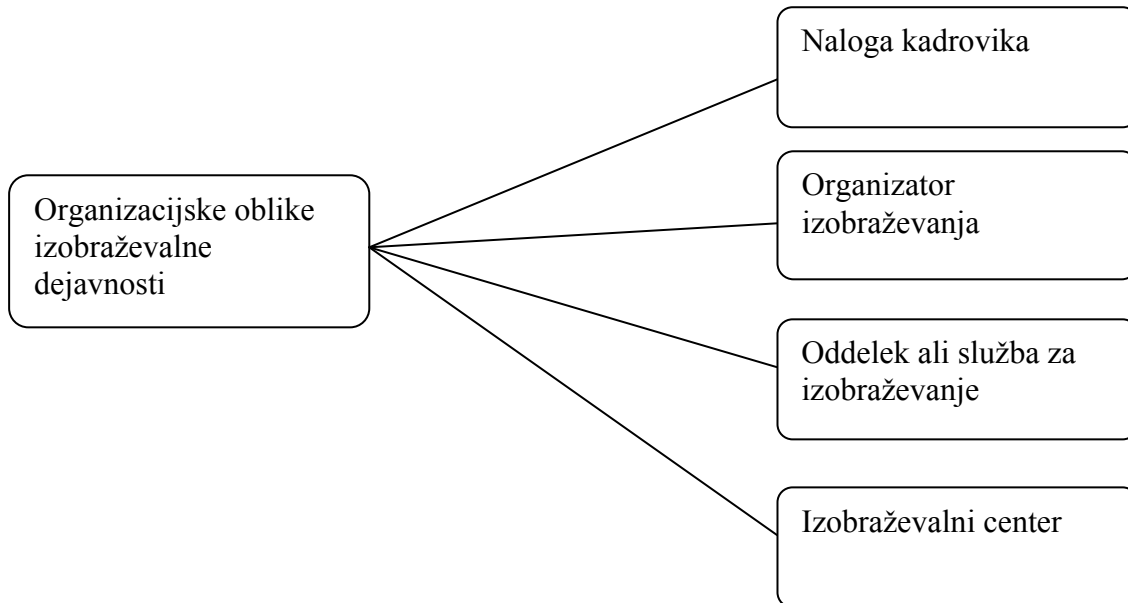 Organizacijske oblike
izobraževalne
dejavnosti
Naloga kadrovika
Organizator
izobraževanja
Oddelek ali služba za
izobraževanje
Izobraževalni center